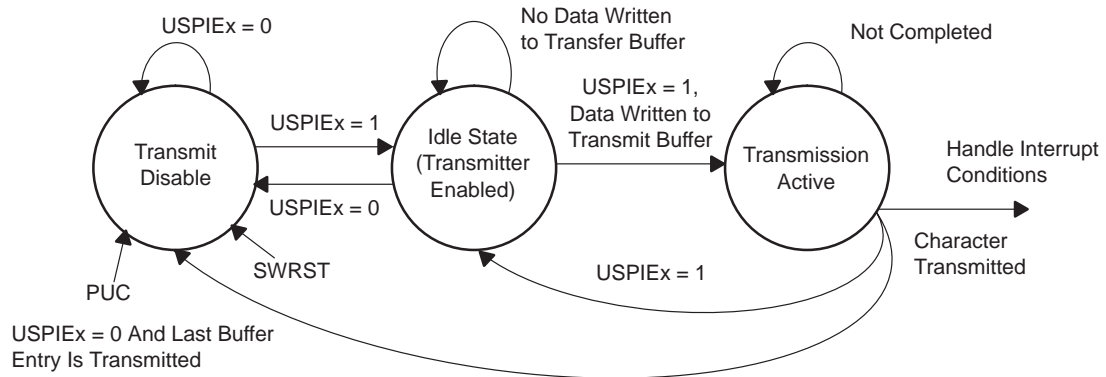 USPIEx = 0
No Data Written
to Transfer Buffer
Not Completed
USPIEx = 1
USPIEx = 1,
Data Written to
Transmit Buffer
Transmit
Disable
Idle State
(Transmitter
Enabled)
Transmission
Active
Handle Interrupt
Conditions
USPIEx = 0
Character
Transmitted
PUC
SWRST
USPIEx = 1
USPIEx = 0 And Last Buffer
Entry Is Transmitted